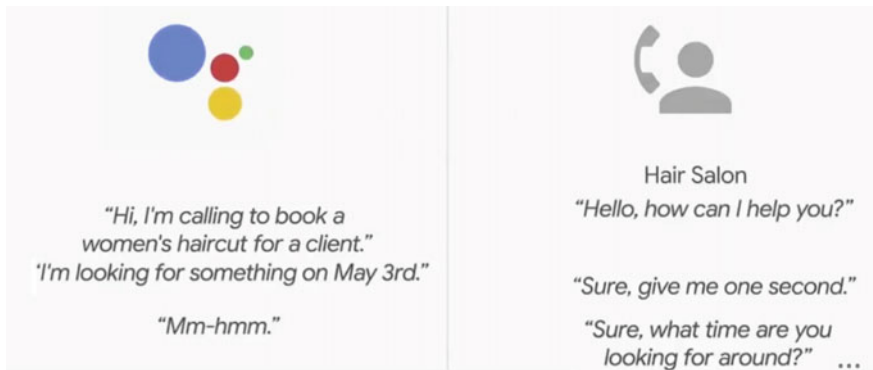 “Hi, I'm calling to book a
women's haircut for a client.”
‘I'm looking for something on May 3rd.”
“Mm-hmm.”
Hair Salon
“Hello, how can I help you?”
“Sure, give me one second.”
“Sure, what time are you
looking for around?” ...